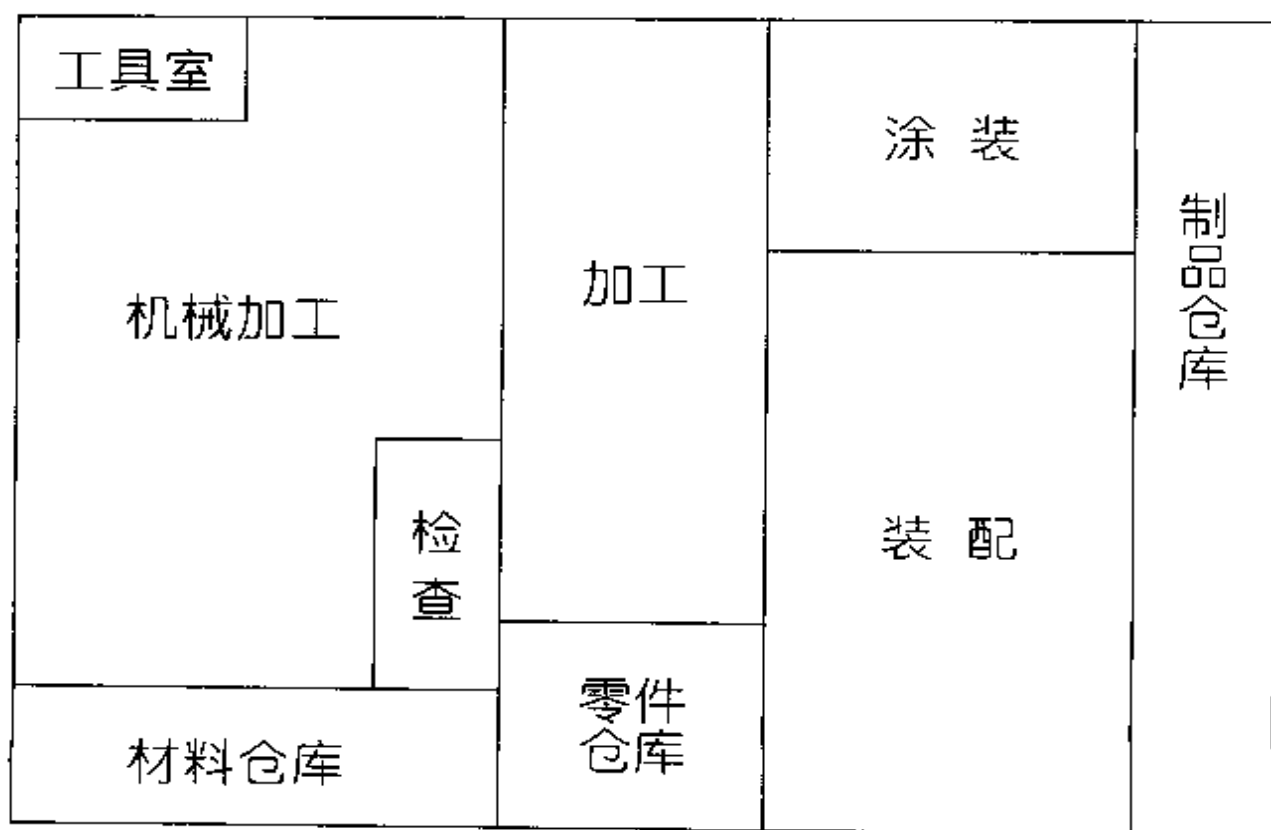 工具室
机械加工
检
查
材料仓库
加工
零件
仓库
涂 装
装 配
制
品
仓
库